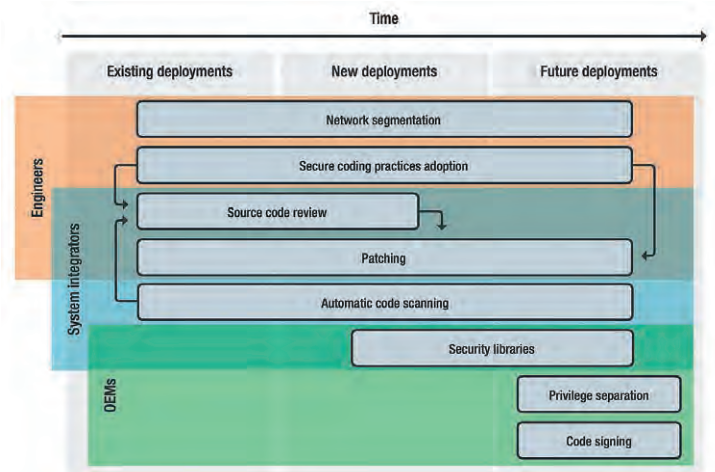 Time
Existing deployments
New deployments
Future deployments
Engineers
System integrators
OEMs
Network segmentation
Secure coding practices adoption
Source code review
Patching
Automatic code scanning
Security libraries
Privilege separation
Code signing